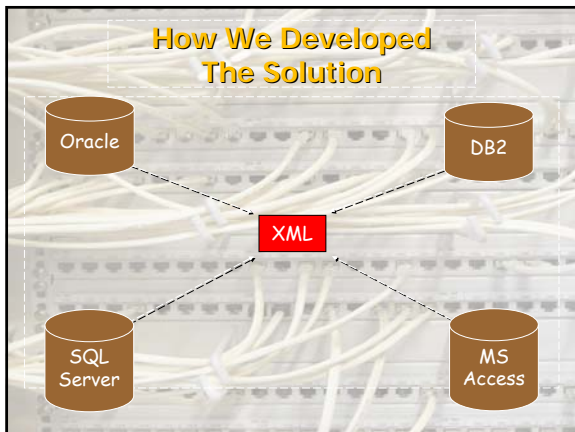 How We Developed
The Solution
Oracle
DB2
XML
SQL
Server
MS
Access